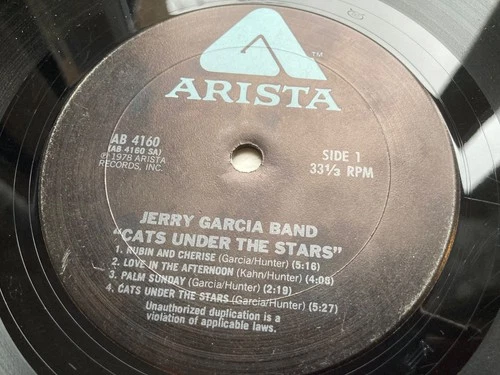 ™
ARISTA
AB 4160
(AB 4160 SA)
℗ 1978 ARISTA
RECORDS, INC.
SIDE 1
33⅓ RPM
JERRY GARCIA BAND
"CATS UNDER THE STARS"
1. RUBIN AND CHERISE (Garcia/Hunter) (5:16)
2. LOVE IN THE AFTERNOON (Kahn/Hunter) (4:08)
3. PALM SUNDAY (Garcia/Hunter) (2:19)
4. CATS UNDER THE STARS (Garcia/Hunter) (5:27)
Unauthorized duplication is a
violation of applicable laws.